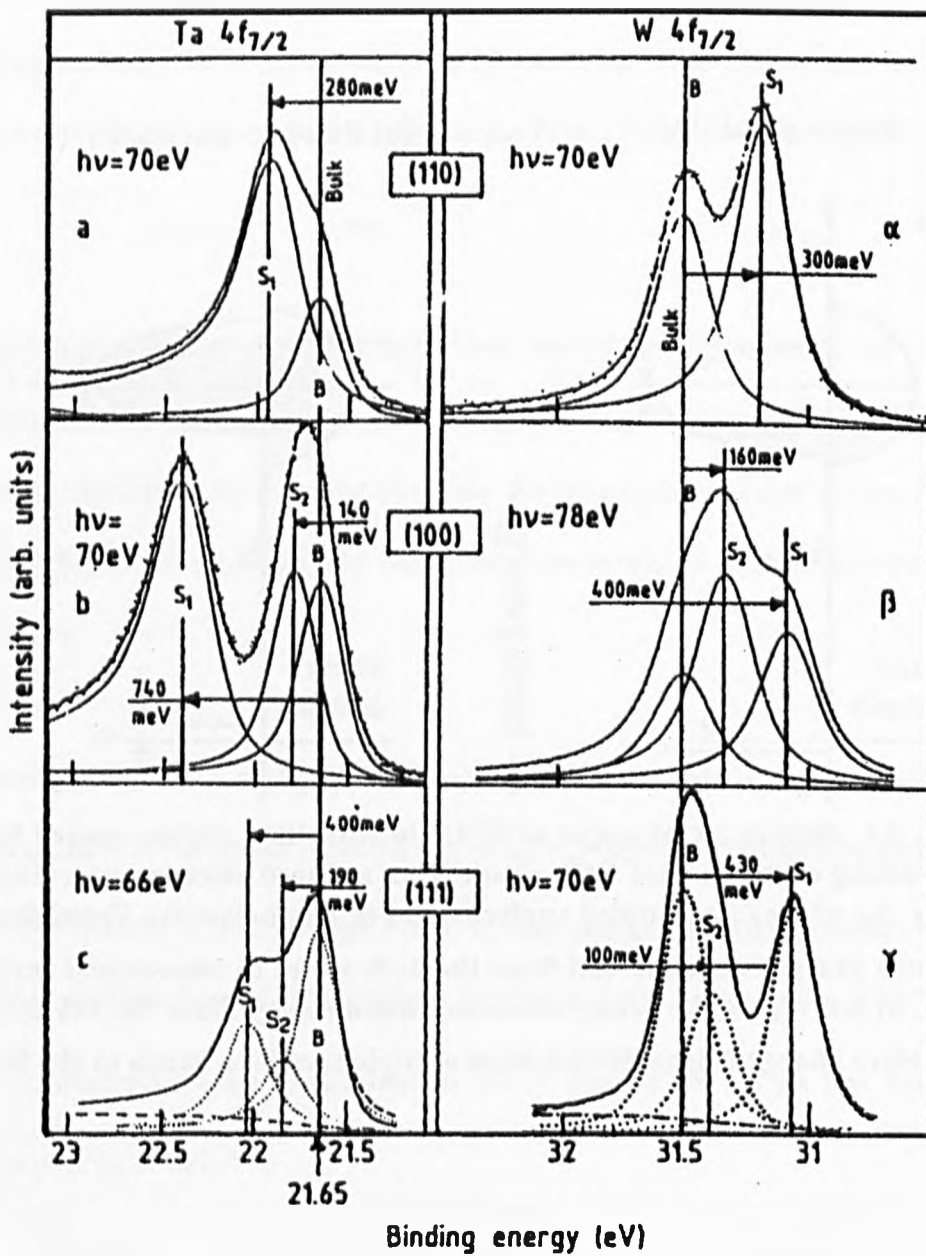 Ta 4f7/2
W 4f7/2
280meV
B
S1
hν=70eV
Bulk
(110)
hν=70eV
a
α
S1
300meV
B
Bulk
Intensity (arb. units)
160meV
S2
140
meV
B
hν=
70eV
(100)
hν=78eV
B
S2
S1
b
S1
400meV
β
740
meV
400meV
B
430
meV
S1
hν=66eV
190
meV
(111)
hν=70eV
c
S1
S2
B
100meV
S2
γ
23
22.5
22
21.5
32
31.5
31
21.65
Binding energy (eV)